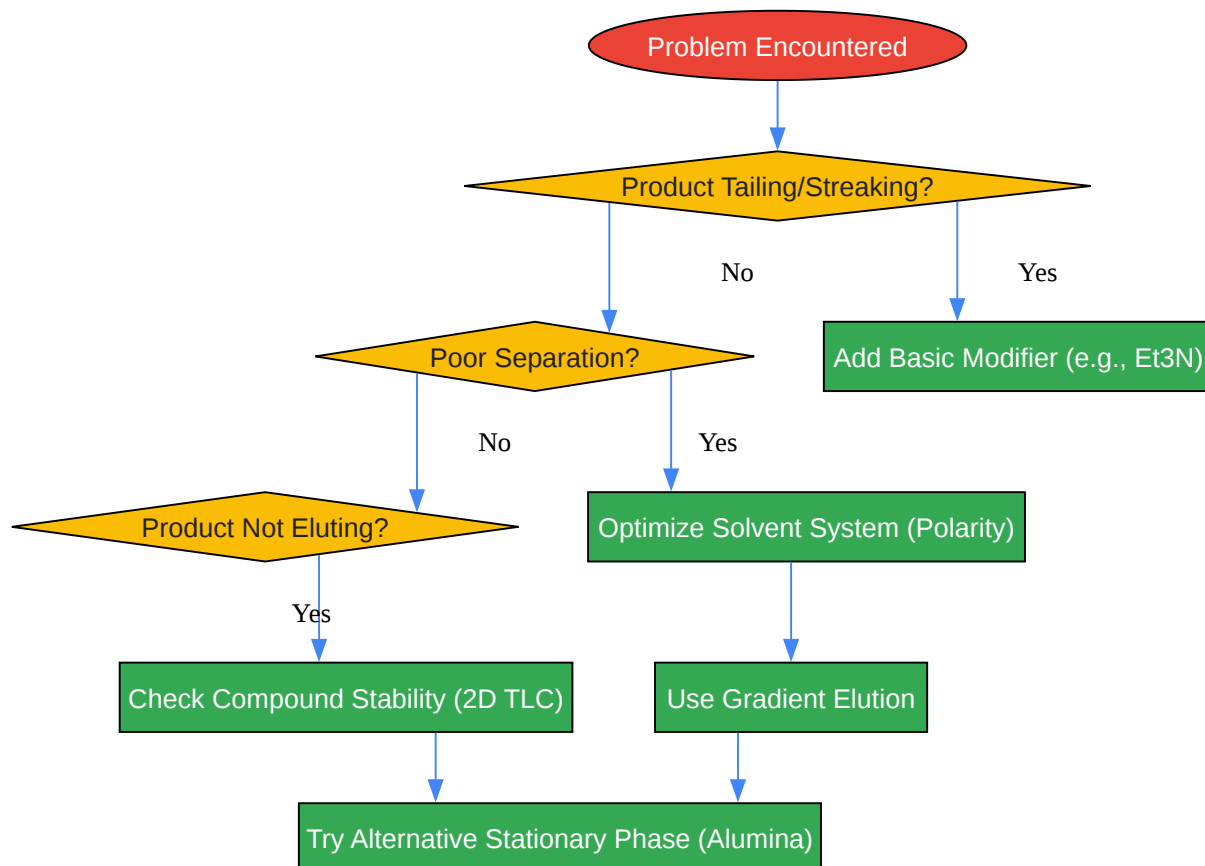 Problem Encountered
Product Tailing/Streaking?
No
Yes
Poor Separation?
Add Basic Modifier (e.g., Et3N)
No
Yes
Product Not Eluting?
Optimize Solvent System (Polarity)
Yes
Check Compound Stability (2D TLC)
Use Gradient Elution
Try Alternative Stationary Phase (Alumina)